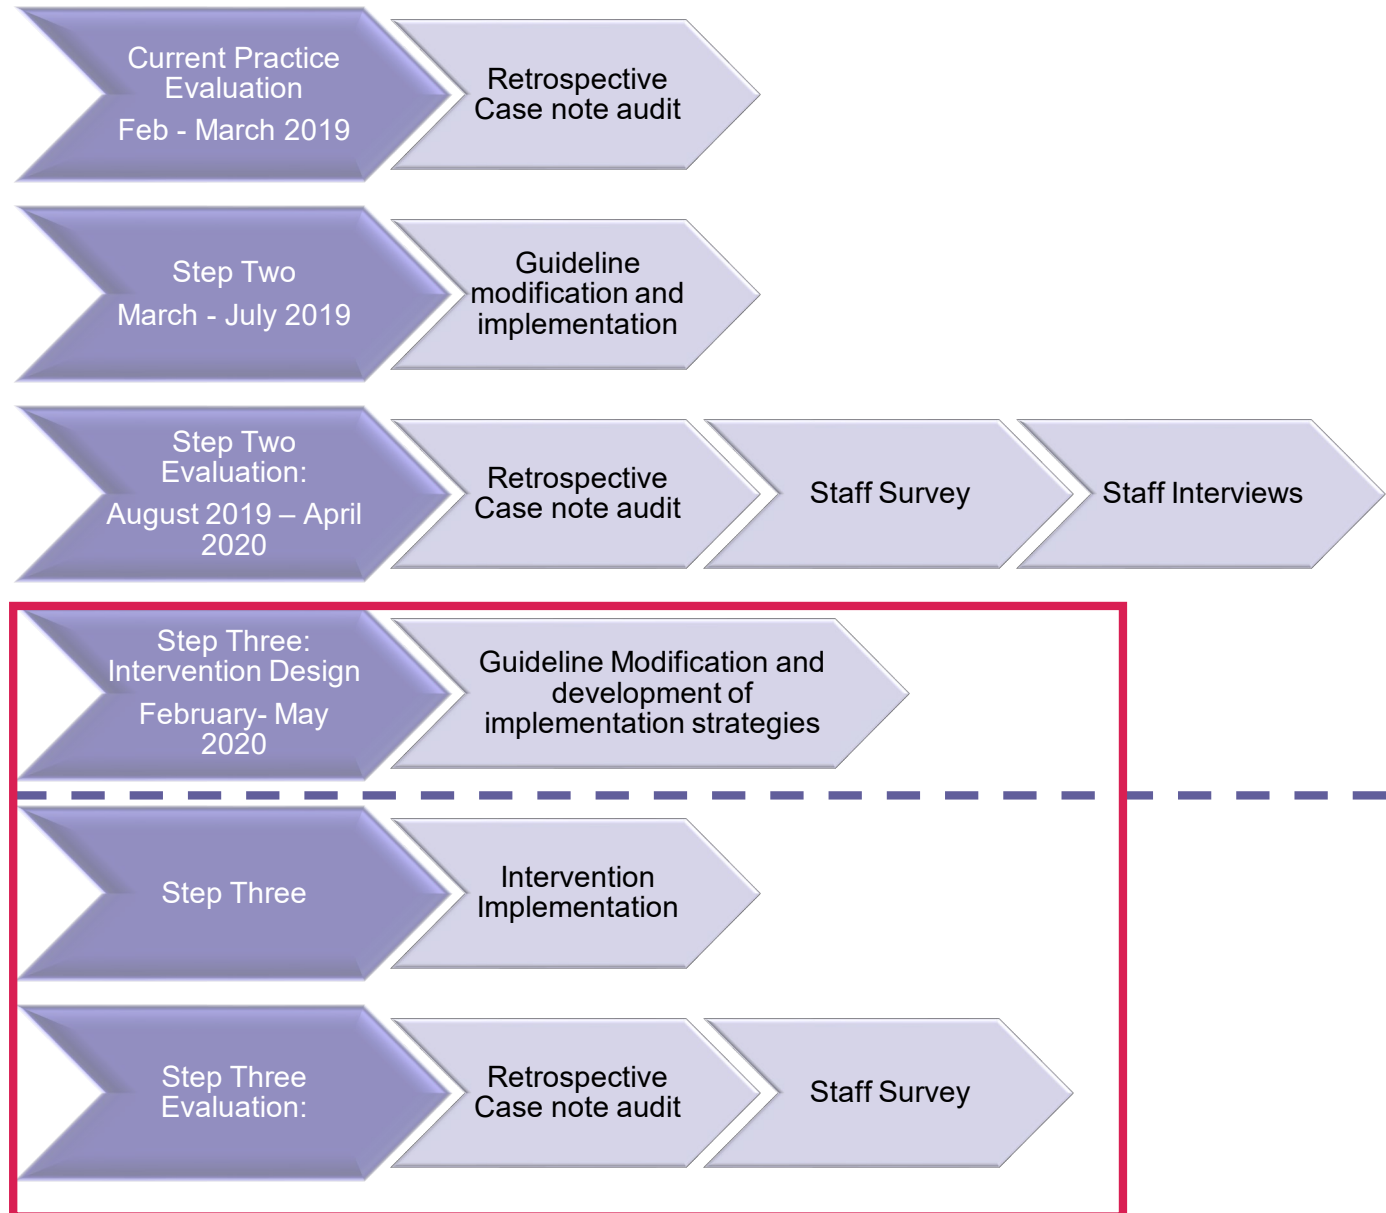 Current Practice
Evaluation
Feb - March 2019
Retrospective
Case note audit
Step Two
March - July 2019
Guideline
modification and
implementation
Step Two
Evaluation:
August 2019 – April
2020
Retrospective
Case note audit
Staff Survey
Staff Interviews
Step Three:
Intervention Design
February- May
2020
Guideline Modification and
development of
implementation strategies
Step Three
Intervention
Implementation
Step Three
Evaluation:
Retrospective
Case note audit
Staff Survey